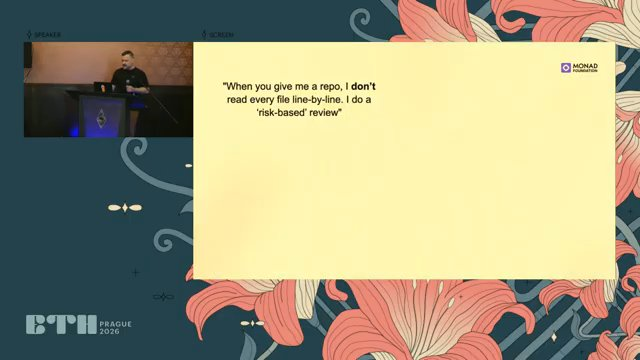 SPEAKER
SCREEN
MONAD
FOUNDATION
"When you give me a repo, I don't
read every file line-by-line. I do a
'risk-based' review"
ETH
PRAGUE
2026